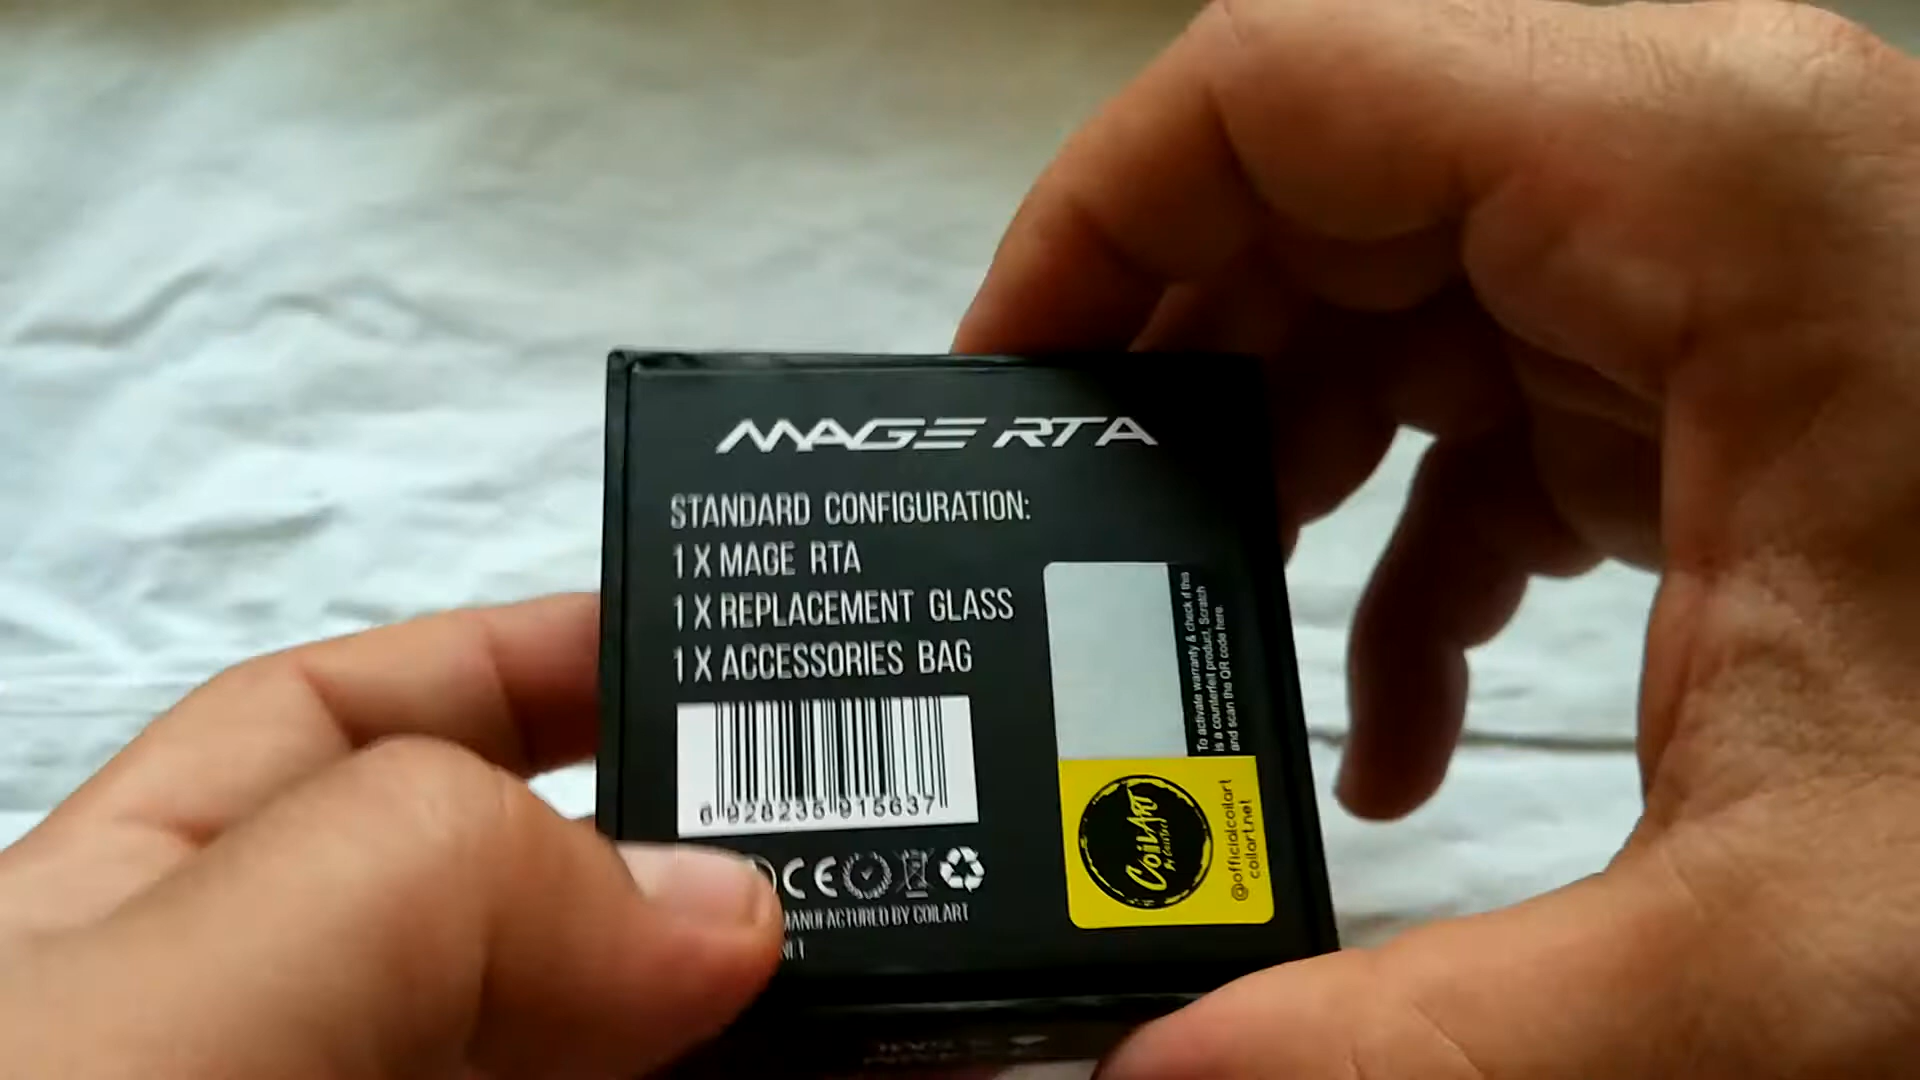 MAGE RTA
STANDARD CONFIGURATION:
1 X MAGE RTA
1 X REPLACEMENT GLASS
1 X ACCESSORIES BAG
6 928235 915637
CE
MANUFACTURED BY COILART
NET
To activate warranty & check if this
is a counterfeit product, Scratch
and scan the QR code here.
COILART
@officialcoilart
coilart.net